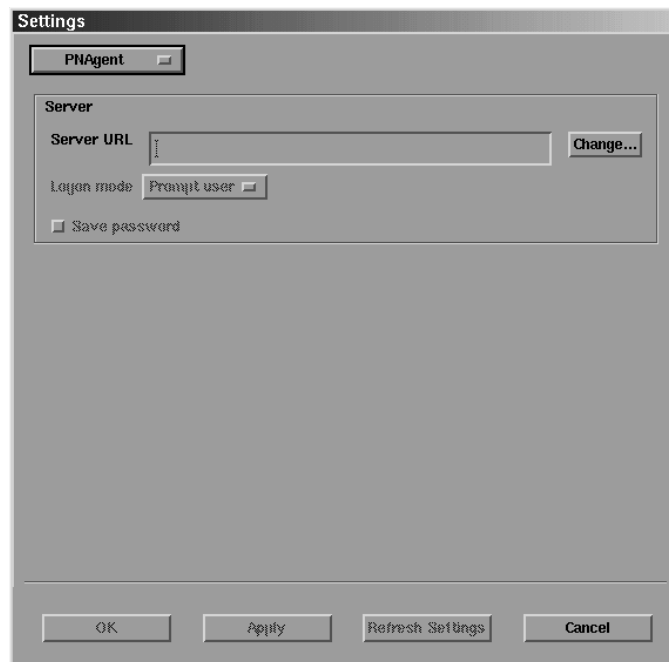 Settings
PNAgent
Server
Server URL
Change...
Logon mode Prompt user
Save password
OK Apply Refresh Settings Cancel